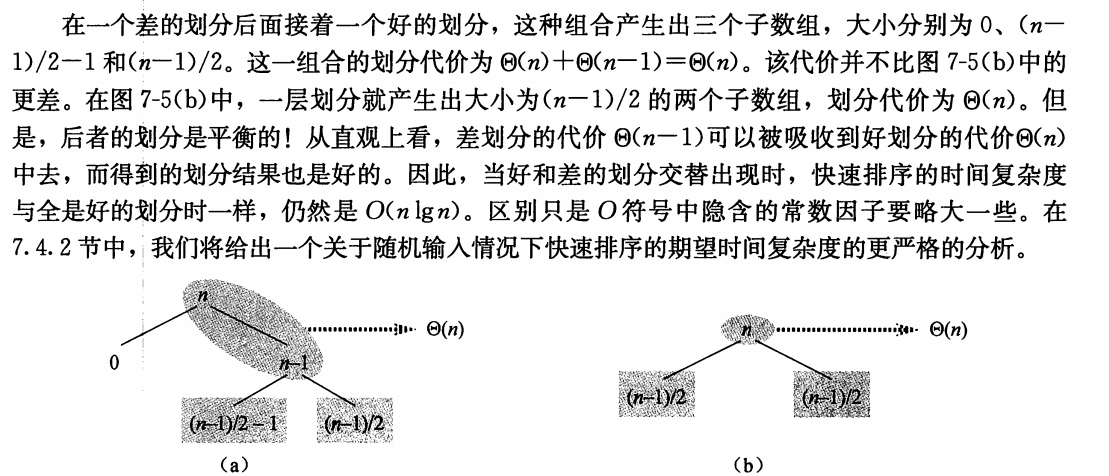 在一个差的划分后面接着一个好的划分，这种组合产生出三个子数组，大小分别为 0、(n－
1)/2－1 和(n－1)/2。这一组合的划分代价为 Θ(n)＋Θ(n－1)＝Θ(n)。该代价并不比图 7-5(b)中的
更差。在图 7-5(b)中，一层划分就产生出大小为(n－1)/2 的两个子数组，划分代价为 Θ(n)。但
是，后者的划分是平衡的！从直观上看，差划分的代价 Θ(n－1)可以被吸收到好划分的代价Θ(n)
中去，而得到的划分结果也是好的。因此，当好和差的划分交替出现时，快速排序的时间复杂度
与全是好的划分时一样，仍然是 O(n lg n)。区别只是 O 符号中隐含的常数因子要略大一些。在
7.4.2 节中，我们将给出一个关于随机输入情况下快速排序的期望时间复杂度的更严格的分析。
n
Θ(n)
0
n–1
(n–1)/2 – 1
(n–1)/2
(a)
n
Θ(n)
(n–1)/2
(n–1)/2
(b)